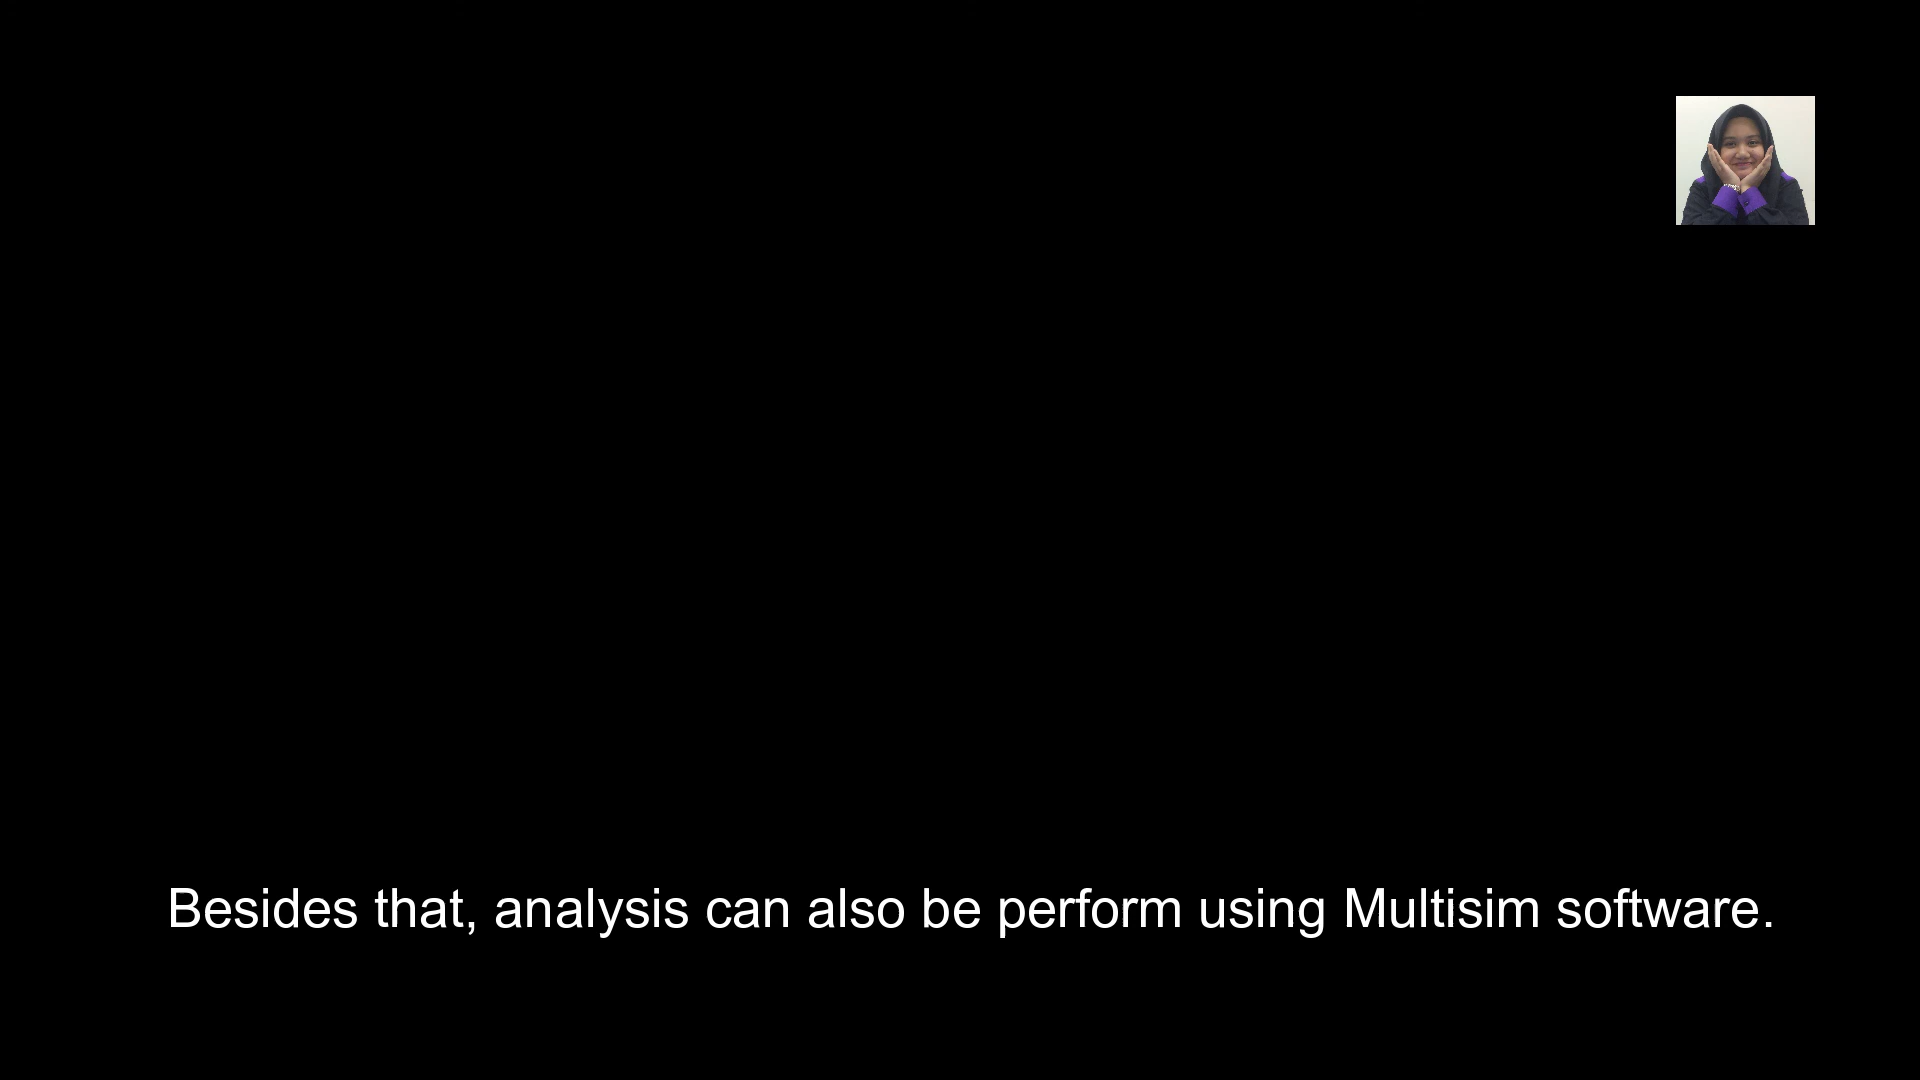 Besides that, analysis can also be perform using Multisim software.